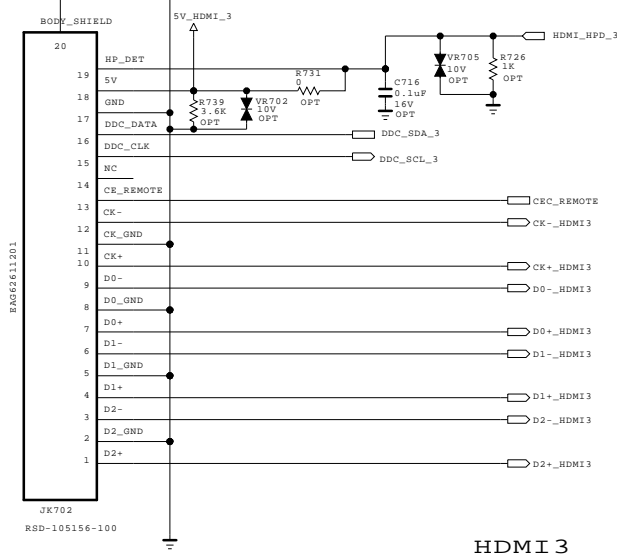 BODY_SHIELD
20
5V_HDMI_3
HDMI_HPD_3
19
HP_DET
18
5V
17
GND
16
DDC_DATA
15
DDC_CLK
14
NC
13
CE_REMOTE
12
CK-
11
CK_GND
10
CK+
9
D0-
8
D0_GND
7
D0+
6
D1-
5
D1_GND
4
D1+
3
D2-
2
D2_GND
1
D2+
R739
3.6K
OPT
VR702
10V
OPT
R731
0
OPT
C716
0.1uF
16V
OPT
VR705
10V
OPT
R726
1K
OPT
DDC_SDA_3
DDC_SCL_3
CEC_REMOTE
CK-_HDMI3
CK+_HDMI3
D0-_HDMI3
D0+_HDMI3
D1-_HDMI3
D1+_HDMI3
D2-_HDMI3
D2+_HDMI3
EAG62611201
JK702
RSD-105156-100
HDMI3